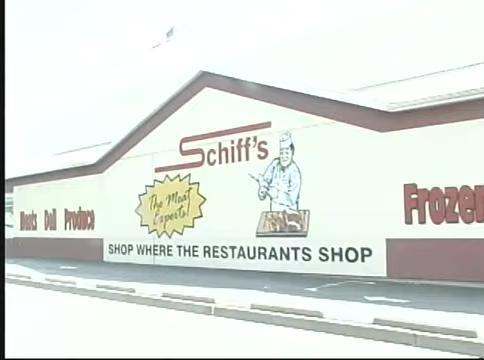 Schiff's
The Meat
Experts!
Meats Deli Produce
Frozen
SHOP WHERE THE RESTAURANTS SHOP